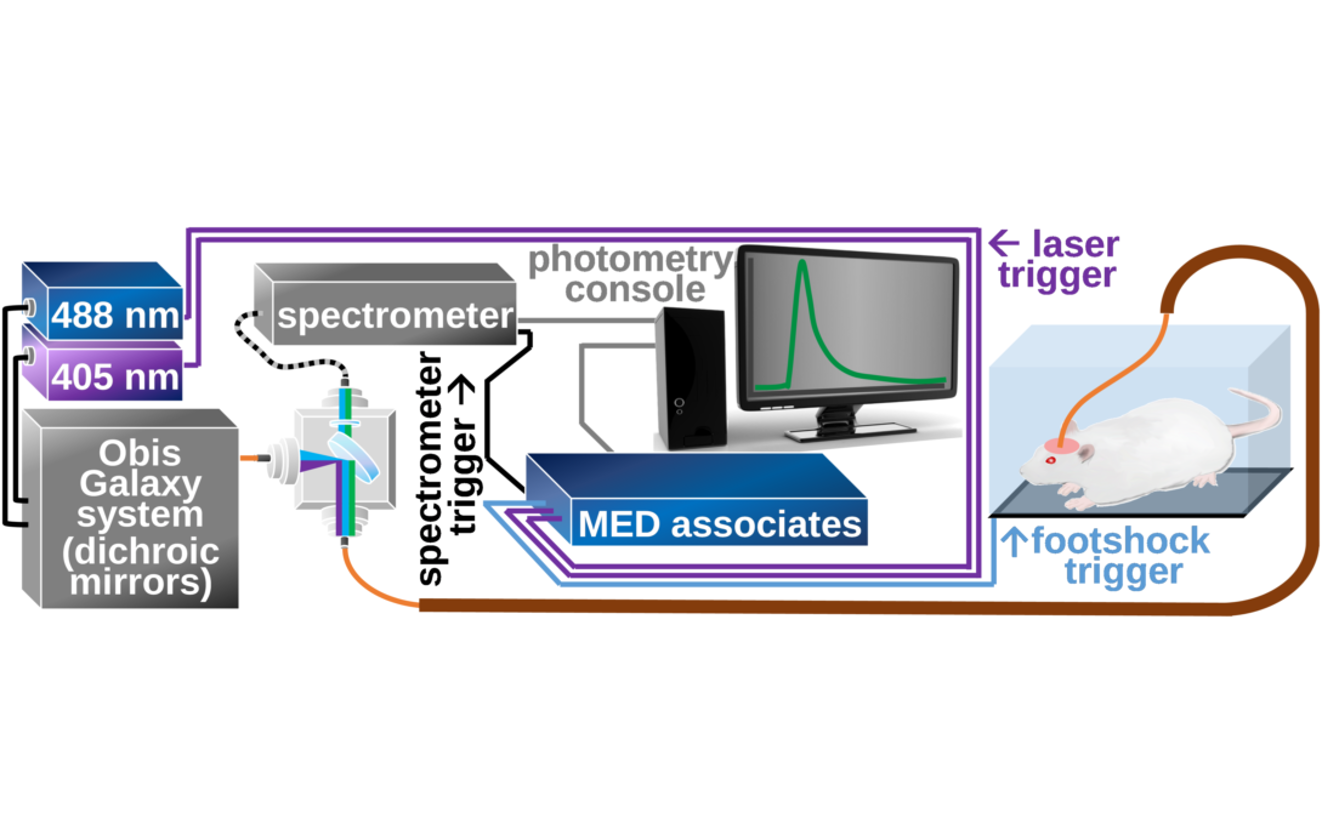 ← laser
trigger
photometry
console
488 nm
spectrometer
405 nm
spectrometer
trigger →
Obis
Galaxy
system
(dichroic
mirrors)
MED associates
↑footshock
trigger